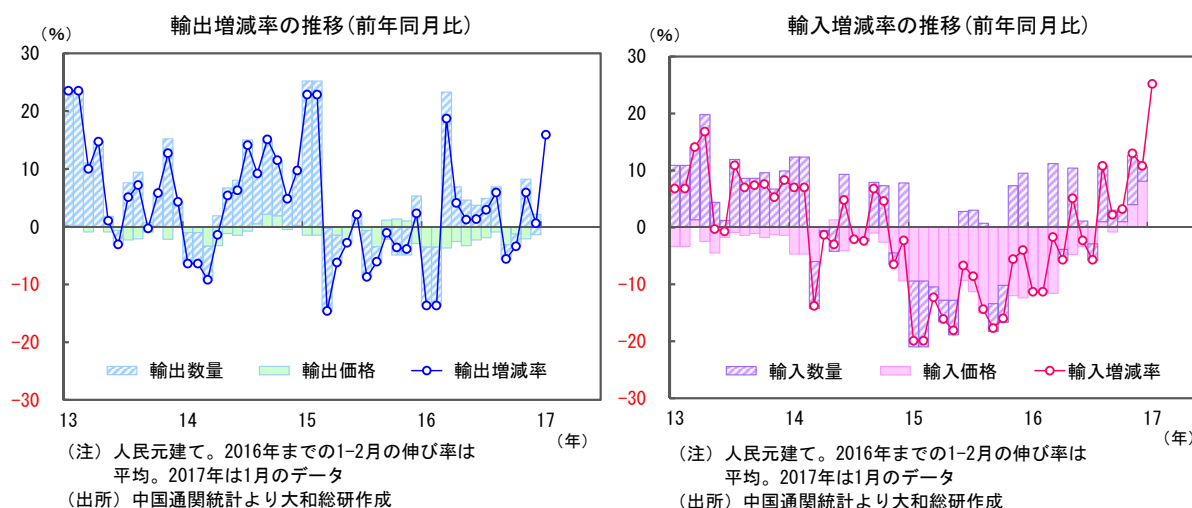 輸出増減率の推移(前年同月比)
(%)
30
20
10
0
-10
-20
-30
輸出数量
輸出価格
輸出増減率
13
14
15
16
17
(年)
(注) 人民元建て。2016年までの1-2月の伸び率は
平均。2017年は1月のデータ
(出所) 中国通関統計より大和総研作成
輸入増減率の推移(前年同月比)
(%)
30
20
10
0
-10
-20
-30
輸入数量
輸入価格
輸入増減率
13
14
15
16
17
(年)
(注) 人民元建て。2016年までの1-2月の伸び率は
平均。2017年は1月のデータ
(出所) 中国通関統計より大和総研作成